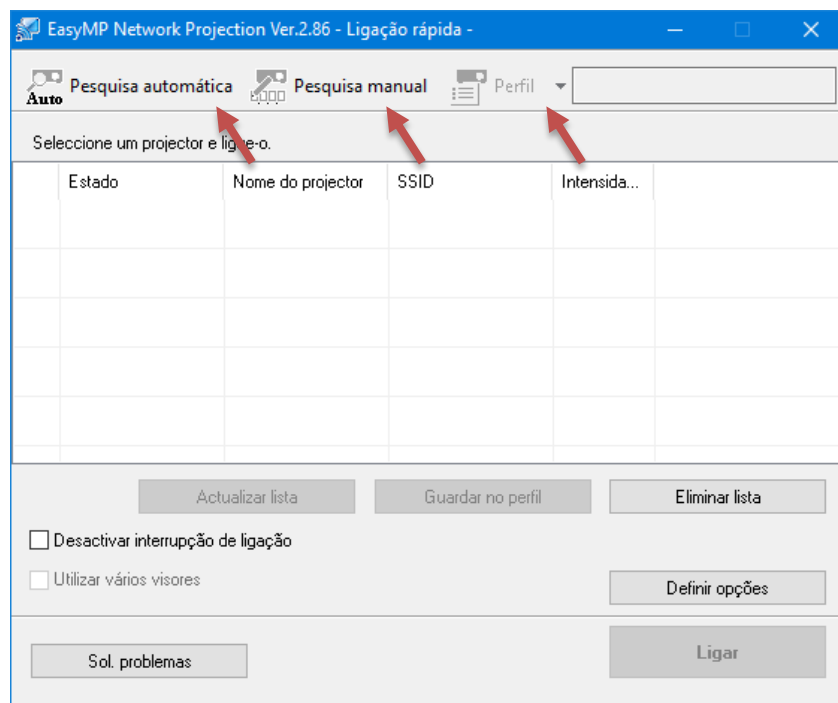 EasyMP Network Projection Ver.2.86 - Ligação rápida -
Auto Pesquisa automática Pesquisa manual Perfil
Seleccione um projector e ligue-o.
Estado Nome do projector SSID Intensida...
Actualizar lista Guardar no perfil Eliminar lista
Desactivar interrupção de ligação
Utilizar vários visores
Definir opções
Sol. problemas Ligar